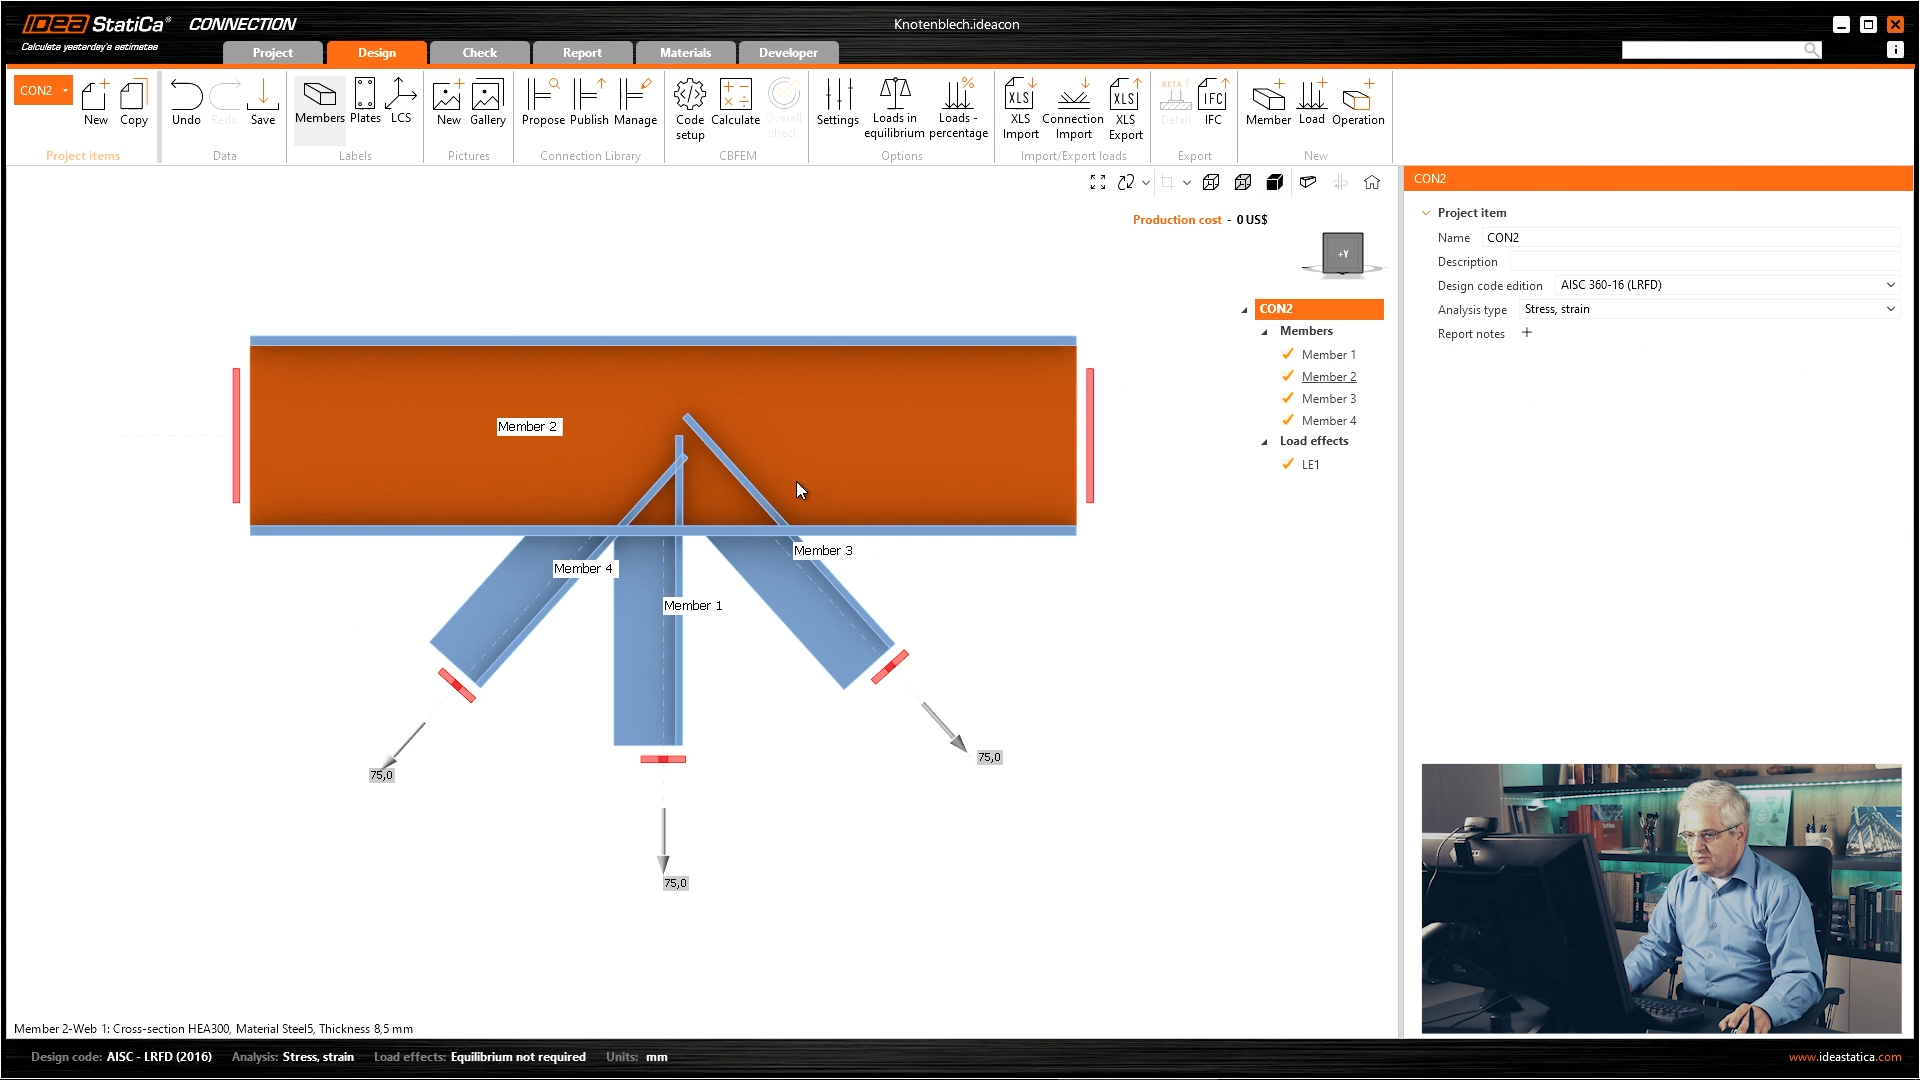 IDEA StatiCa® CONNECTION
Calculate yesterday's estimates
Knotenblech.ideacon
Project Design Check Report Materials Developer
i
CON2 New Copy Undo Redo Save Members Plates LCS New Gallery Propose Publish Manage Code setup Calculate Overall check Settings Loads in equilibrium Loads - percentage XLS Import Connection Import XLS Export BETA Detail IFC Member Load Operation
Project items Data Labels Pictures Connection Library CBFEM Options Import/Export loads Export New
Production cost - 0 US$
+Y
CON2
Members
Member 1
Member 2
Member 3
Member 4
Load effects
LE1
Member 2
Member 3
Member 4
Member 1
75,0
75,0
75,0
CON2
Project item
Name CON2
Description
Design code edition AISC 360-16 (LRFD)
Analysis type Stress, strain
Report notes +
Member 2-Web 1: Cross-section HEA300, Material Steel5, Thickness 8,5 mm
Design code: AISC - LRFD (2016) Analysis: Stress, strain Load effects: Equilibrium not required Units: mm
www.ideastatica.com